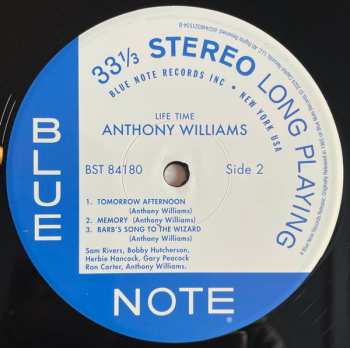 33⅓ STEREO LONG PLAYING
BLUE NOTE RECORDS INC • NEW YORK USA
BLUE
LIFE TIME
ANTHONY WILLIAMS
BST 84180 Side 2
1. TOMORROW AFTERNOON
(Anthony Williams)
2. MEMORY (Anthony Williams)
3. BARB'S SONG TO THE WIZARD
(Anthony Williams)
Sam Rivers, Bobby Hutcherson,
Herbie Hancock, Gary Peacock
Ron Carter, Anthony Williams.
NOTE®